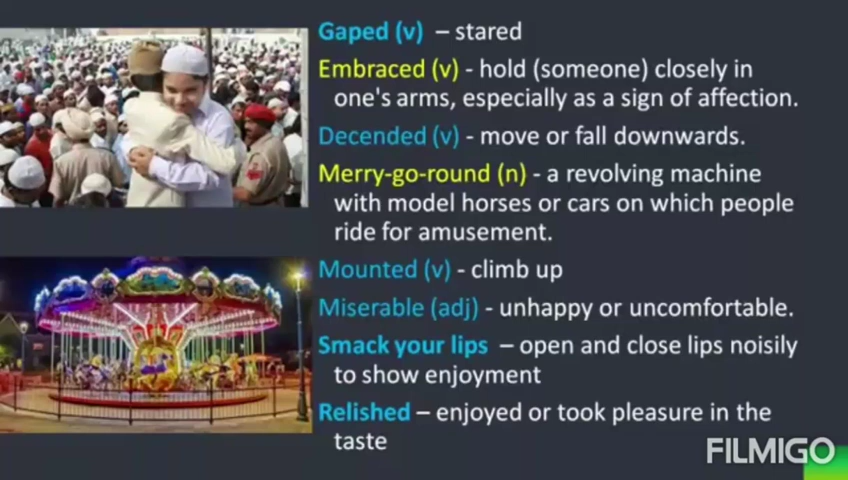 Gaped (v) – stared
Embraced (v) - hold (someone) closely in
one's arms, especially as a sign of affection.
Decended (v) - move or fall downwards.
Merry-go-round (n) - a revolving machine
with model horses or cars on which people
ride for amusement.
Mounted (v) - climb up
Miserable (adj) - unhappy or uncomfortable.
Smack your lips – open and close lips noisily
to show enjoyment
Relished – enjoyed or took pleasure in the
taste
FILMIGO